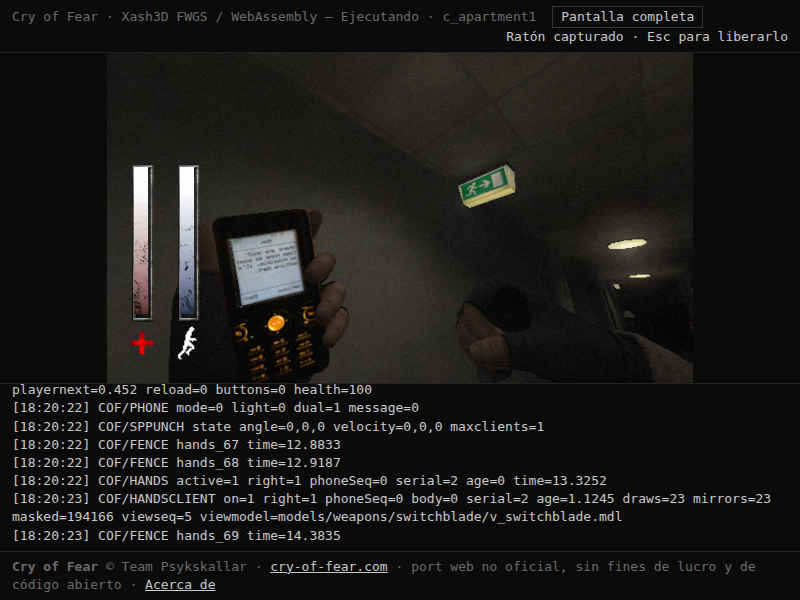 Cry of Fear · Xash3D FWGS / WebAssembly — Ejecutando · c_apartment1
Pantalla completa
Ratón capturado · Esc para liberarlo
playernext=0.452 reload=0 buttons=0 health=100
[18:20:22] COF/PHONE mode=0 light=0 dual=1 message=0
[18:20:22] COF/SPPUNCH state angle=0,0,0 velocity=0,0,0 maxclients=1
[18:20:22] COF/FENCE hands_67 time=12.8833
[18:20:22] COF/FENCE hands_68 time=12.9187
[18:20:22] COF/HANDS active=1 right=1 phoneSeq=0 serial=2 age=0 time=13.3252
[18:20:23] COF/HANDSCLIENT on=1 right=1 phoneSeq=0 body=0 serial=2 age=1.1245 draws=23 mirrors=23
masked=194166 viewseq=5 viewmodel=models/weapons/switchblade/v_switchblade.mdl
[18:20:23] COF/FENCE hands_69 time=14.3835
Cry of Fear © Team Psykskallar · cry-of-fear.com · port web no oficial, sin fines de lucro y de
código abierto · Acerca de